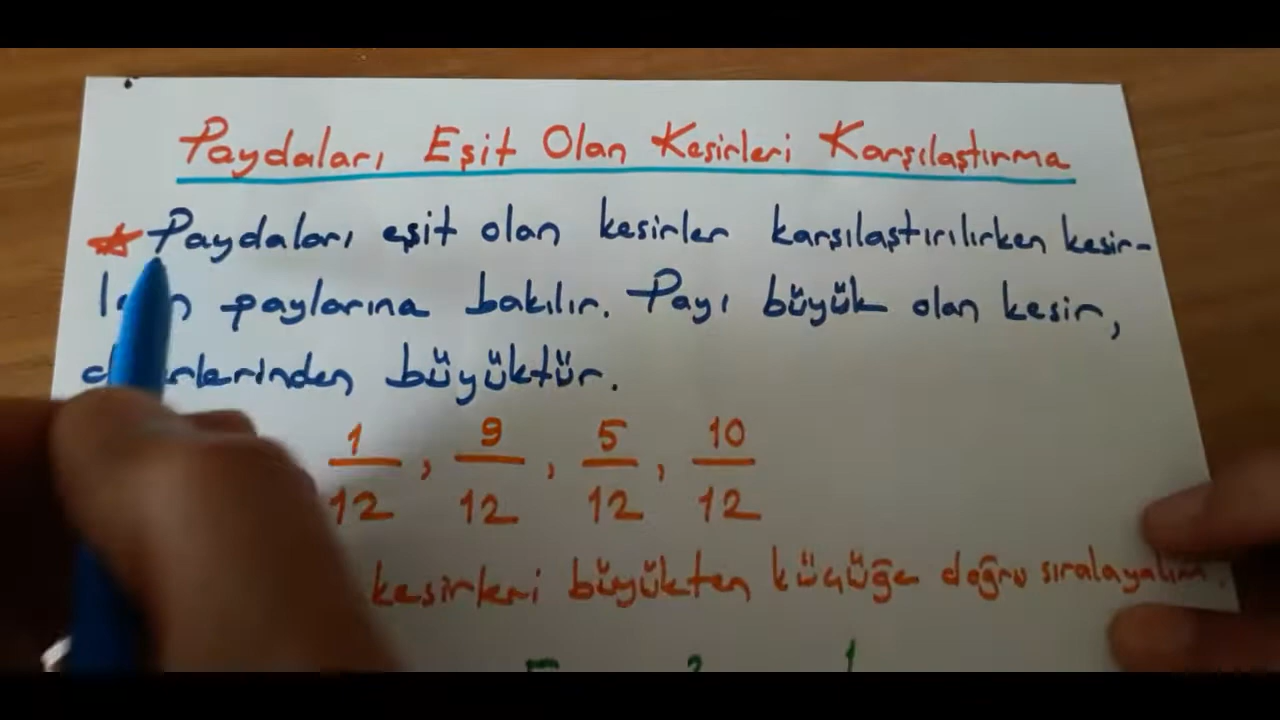 Paydaları Eşit Olan Kesirleri Karşılaştırma
Paydaları eşit olan kesirler karşılaştırılırken kesir-
paylarına bakılır. Payı büyük olan kesir,
büyüktür.
1/12, 9/12, 5/12, 10/12
kesirleri büyükten küçüğe doğru sıralayalım.